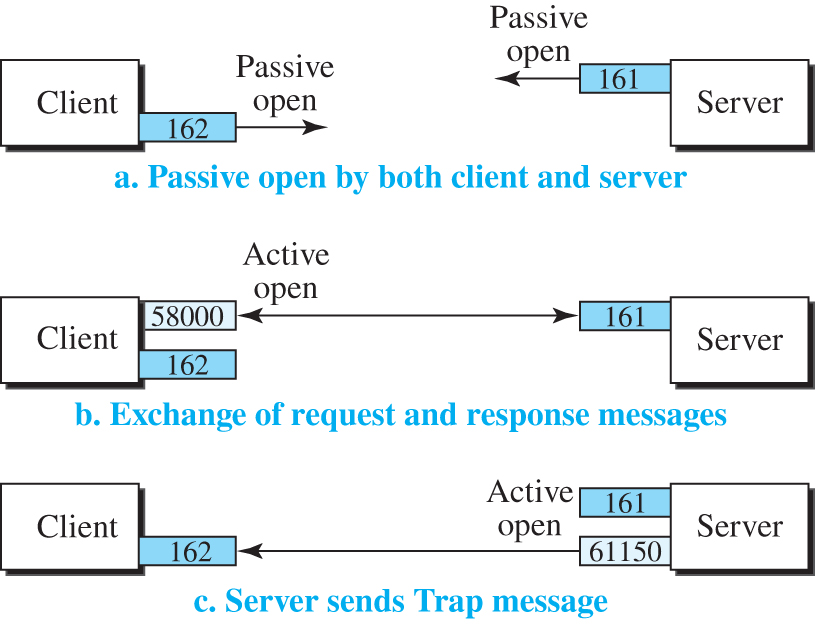 Passive
open
Passive
open
Client
162
161
Server
a. Passive open by both client and server
Active
open
Client
58000
162
161
Server
b. Exchange of request and response messages
Client
162
Active
open
161
61150
Server
c. Server sends Trap message